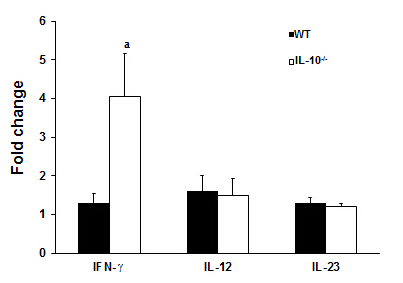 6
5
4
3
2
1
0
Fold change
a
WT
IL-10-/-
IFN-γ
IL-12
IL-23